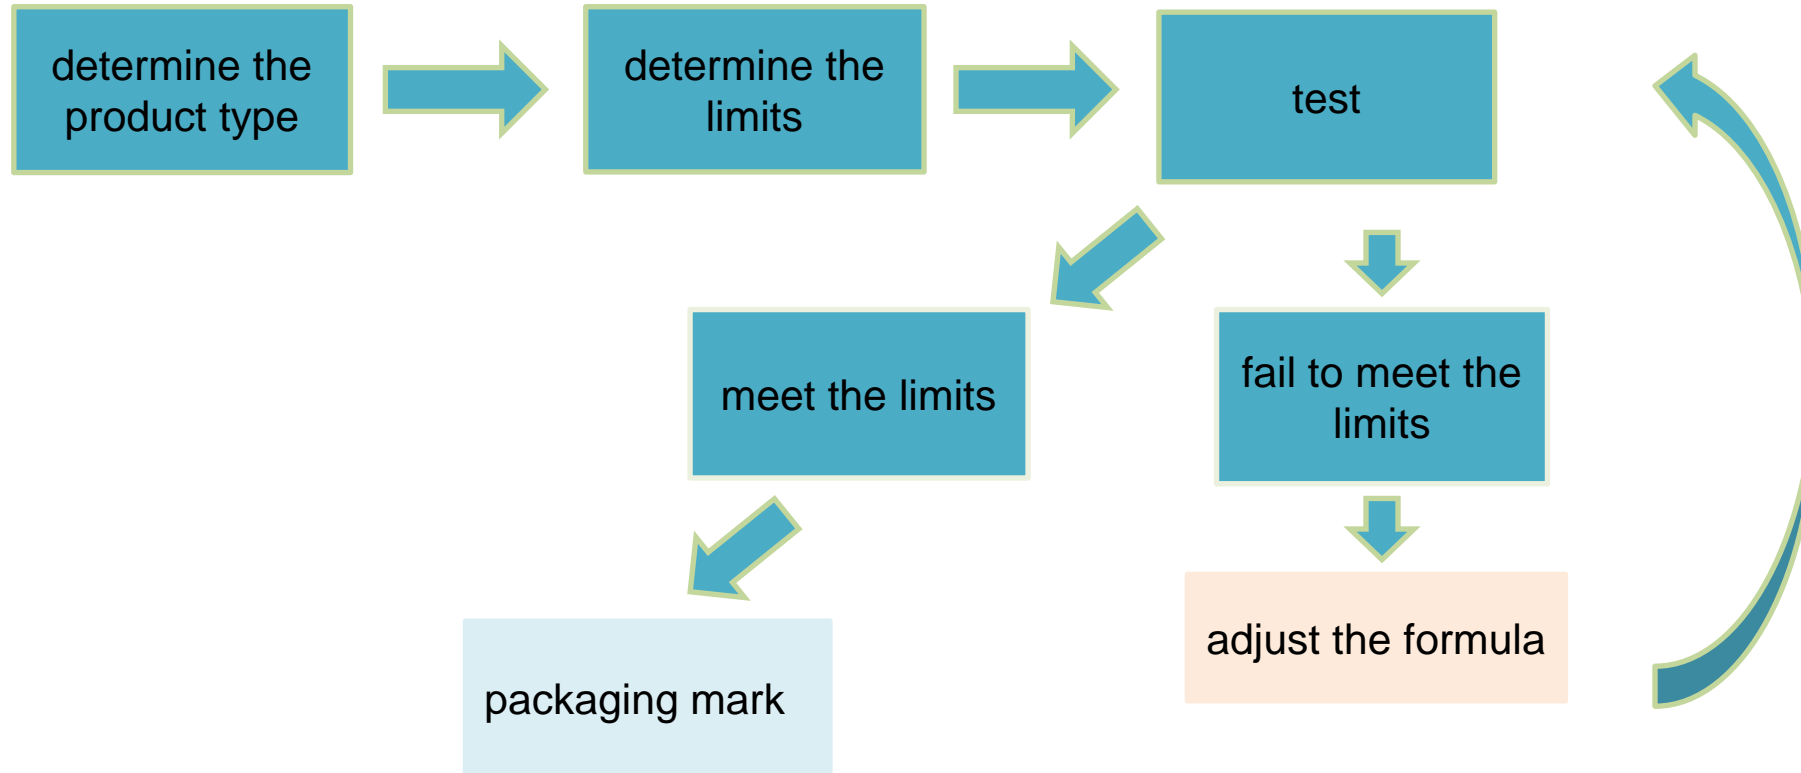 determine the
product type
determine the
limits
test
meet the limits
fail to meet the
limits
adjust the formula
packaging mark